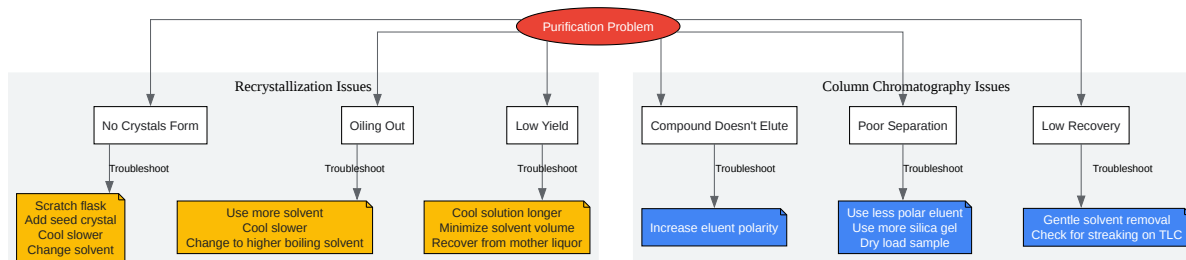 Purification Problem
Recrystallization Issues
Column Chromatography Issues
No Crystals Form
Oiling Out
Low Yield
Compound Doesn't Elute
Poor Separation
Low Recovery
Troubleshoot
Troubleshoot
Troubleshoot
Troubleshoot
Troubleshoot
Troubleshoot
Scratch flask
Add seed crystal
Cool slower
Change solvent
Use more solvent
Cool slower
Change to higher boiling solvent
Cool solution longer
Minimize solvent volume
Recover from mother liquor
Increase eluent polarity
Use less polar eluent
Use more silica gel
Dry load sample
Gentle solvent removal
Check for streaking on TLC